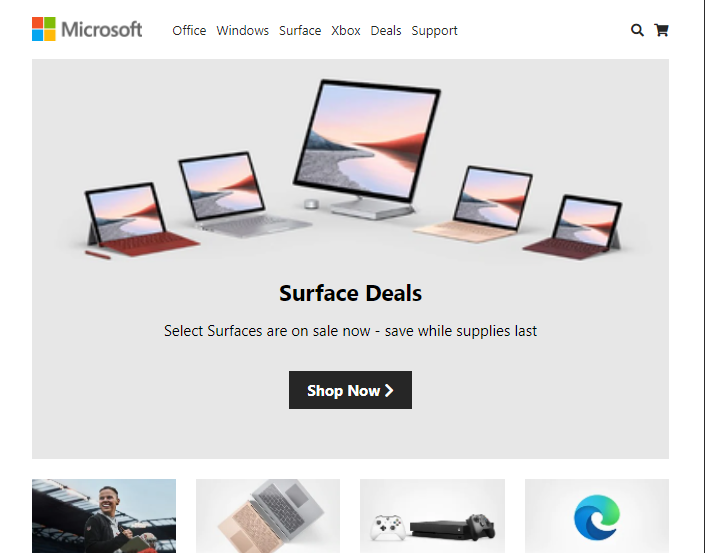 Microsoft
Office Windows Surface Xbox Deals Support
Surface Deals
Select Surfaces are on sale now - save while supplies last
Shop Now